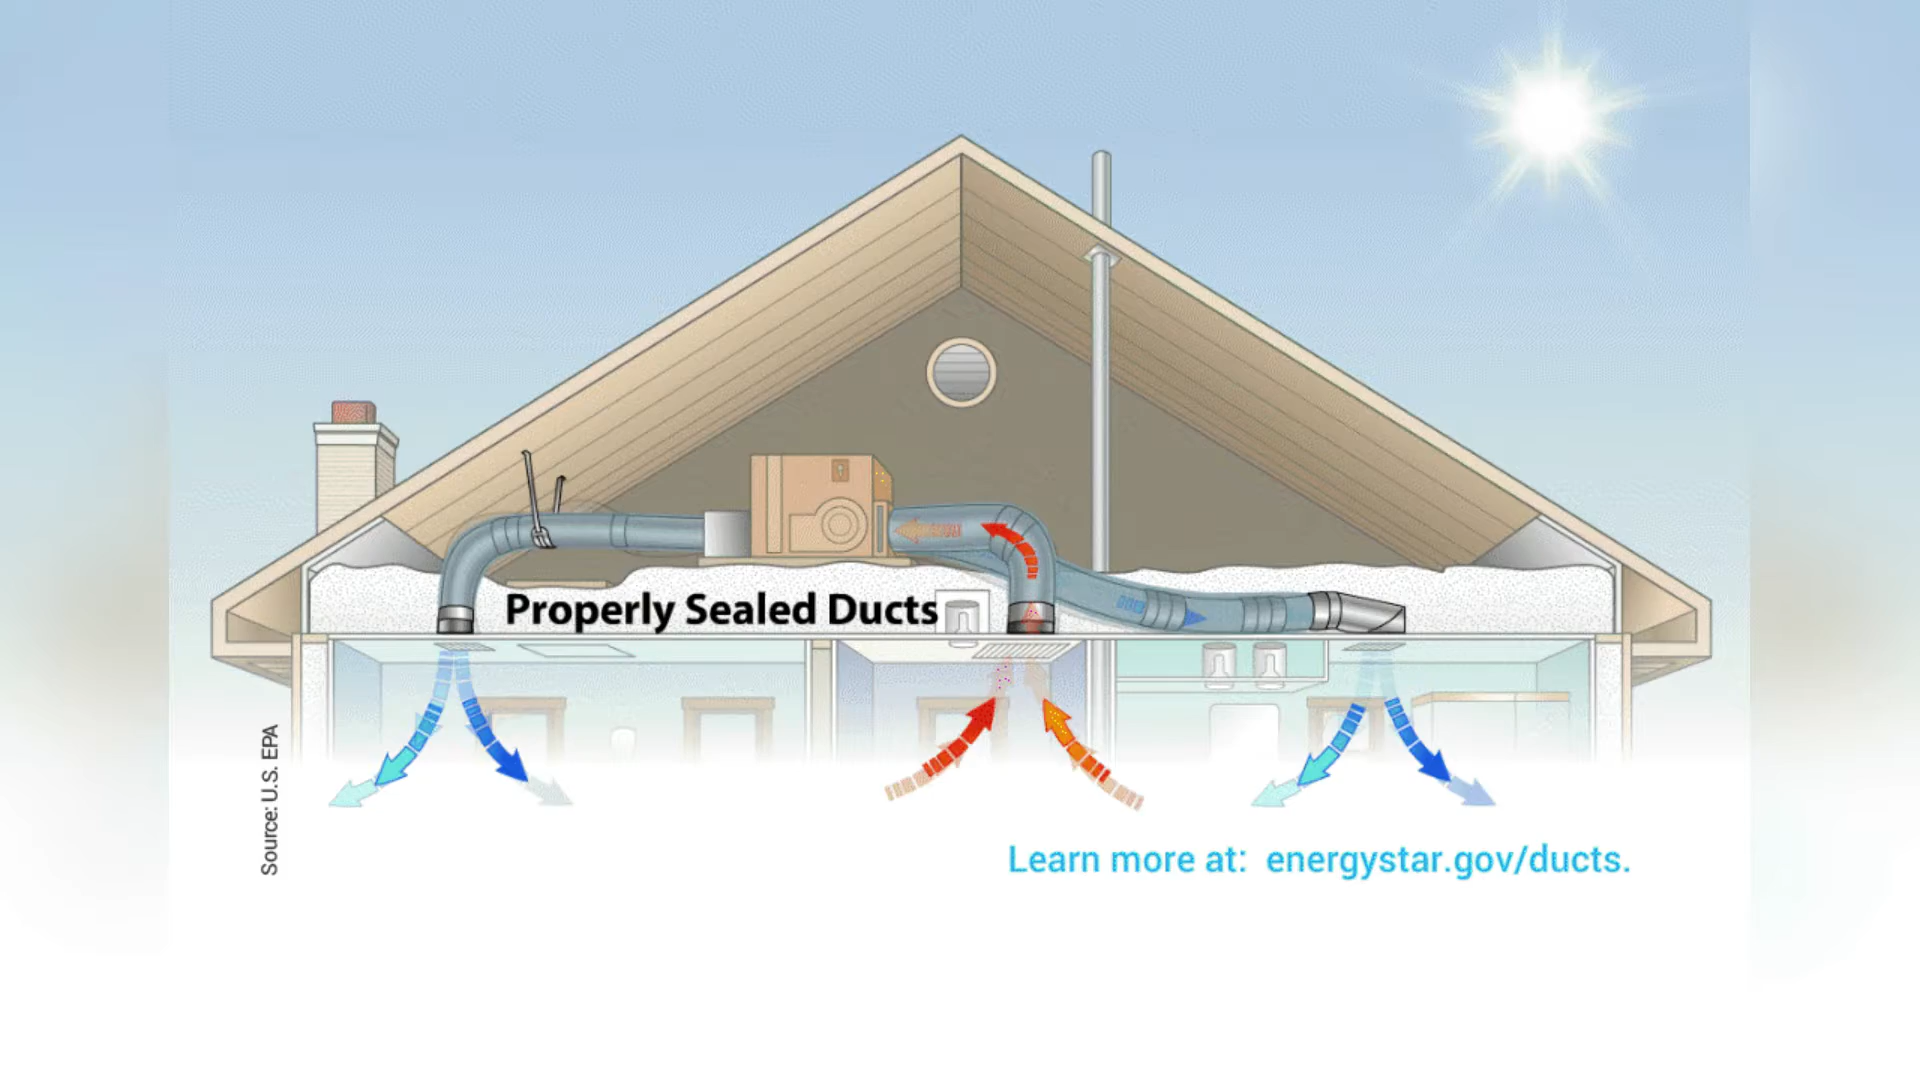 Properly Sealed Ducts
Source: U.S. EPA
Learn more at: energystar.gov/ducts.